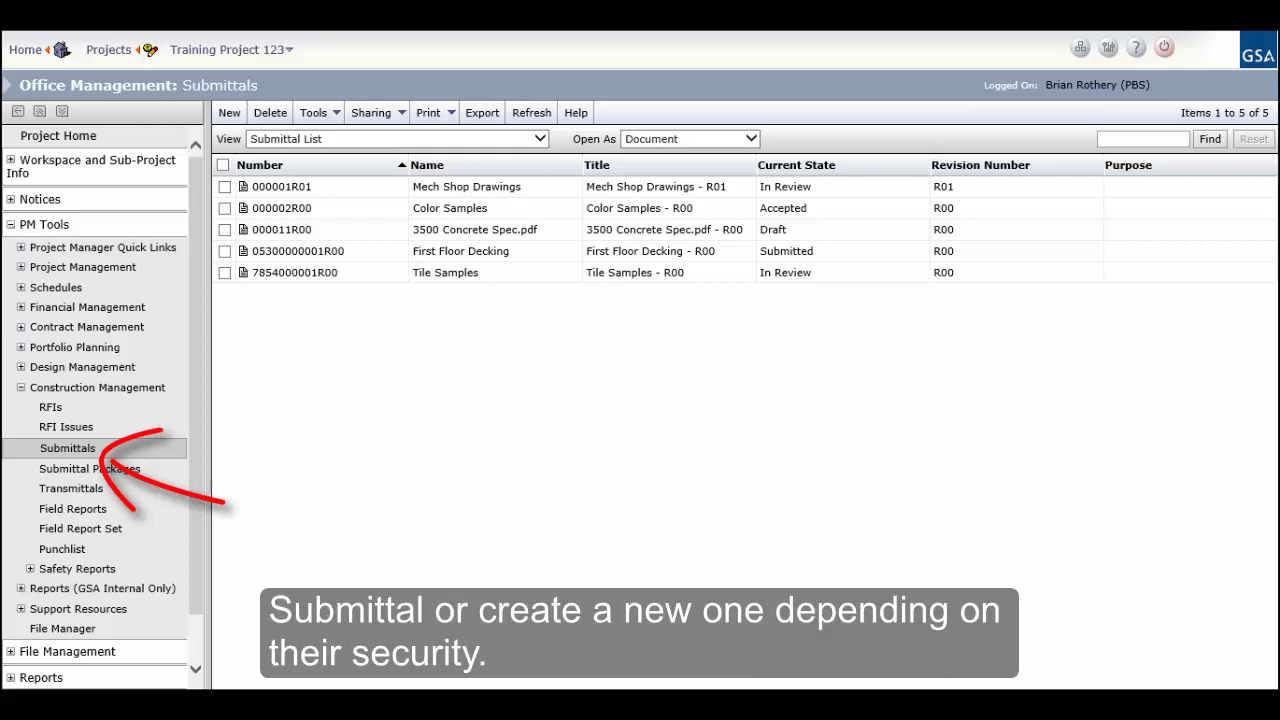 Home Projects Training Project 123
GSA
Office Management: Submittals
Logged On: Brian Rothery (PBS)
New Delete Tools Sharing Print Export Refresh Help Items 1 to 5 of 5
View Submittal List Open As Document Find Reset
Number Name Title Current State Revision Number Purpose
000001R01 Mech Shop Drawings Mech Shop Drawings - R01 In Review R01
000002R00 Color Samples Color Samples - R00 Accepted R00
000011R00 3500 Concrete Spec.pdf 3500 Concrete Spec.pdf - R00 Draft R00
05300000001R00 First Floor Decking First Floor Decking - R00 Submitted R00
7854000001R00 Tile Samples Tile Samples - R00 In Review R00
Project Home
Workspace and Sub-Project
Info
Notices
PM Tools
Project Manager Quick Links
Project Management
Schedules
Financial Management
Contract Management
Portfolio Planning
Design Management
Construction Management
RFIs
RFI Issues
Submittals
Submittal Packages
Transmittals
Field Reports
Field Report Set
Punchlist
Safety Reports
Reports (GSA Internal Only)
Support Resources
File Manager
File Management
Reports
Submittal or create a new one depending on
their security.